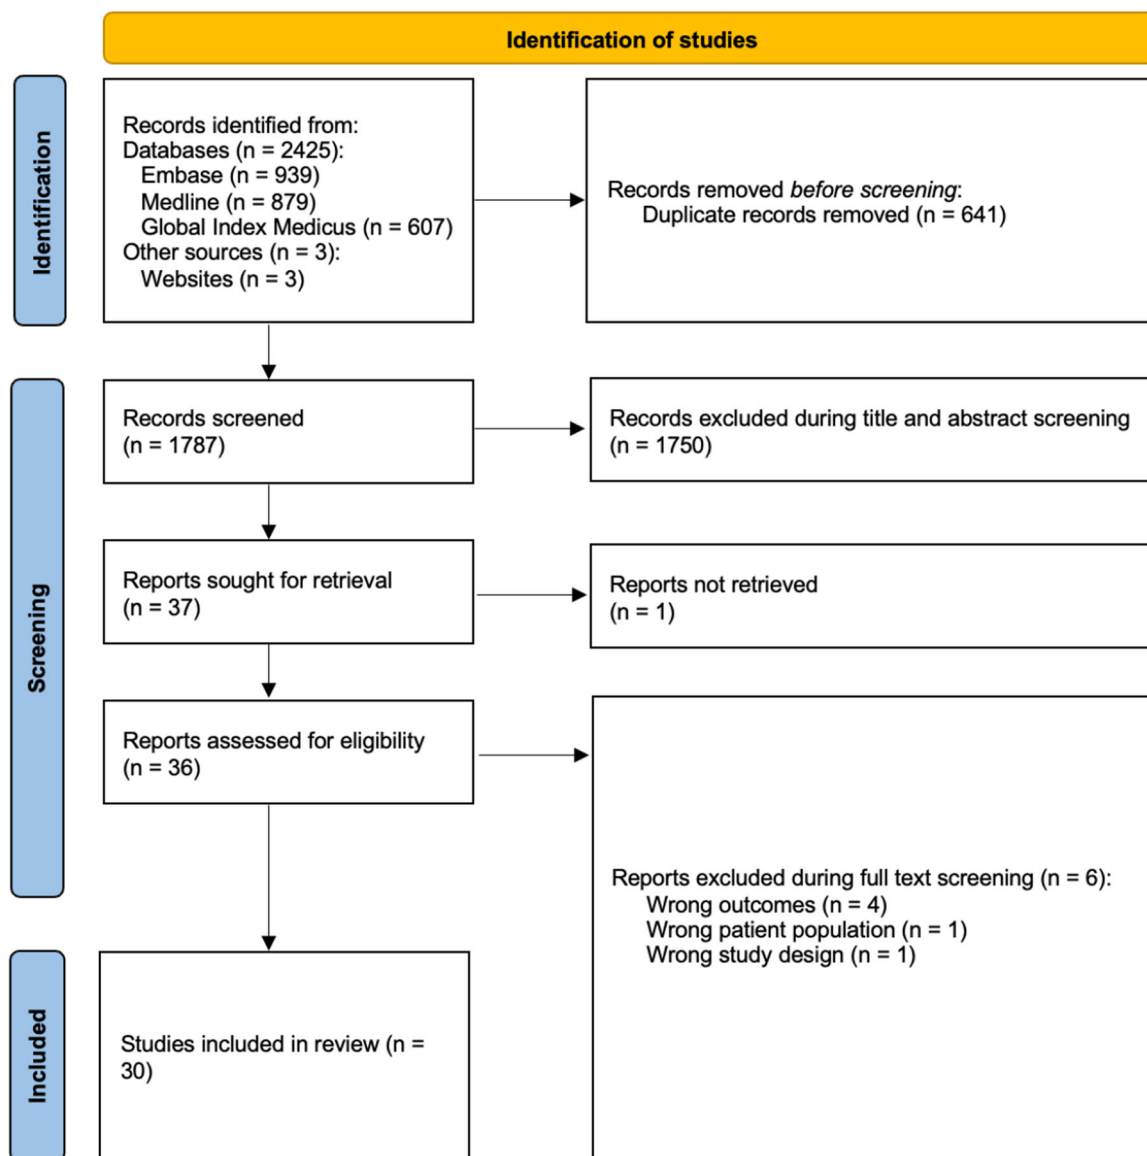 Identification of studies
Identification
Records identified from:
Databases (n = 2425):
Embase (n = 939)
Medline (n = 879)
Global Index Medicus (n = 607)
Other sources (n = 3):
Websites (n = 3)
Records removed before screening:
Duplicate records removed (n = 641)
Screening
Records screened
(n = 1787)
Records excluded during title and abstract screening
(n = 1750)
Reports sought for retrieval
(n = 37)
Reports not retrieved
(n = 1)
Reports assessed for eligibility
(n = 36)
Reports excluded during full text screening (n = 6):
Wrong outcomes (n = 4)
Wrong patient population (n = 1)
Wrong study design (n = 1)
Included
Studies included in review (n =
30)